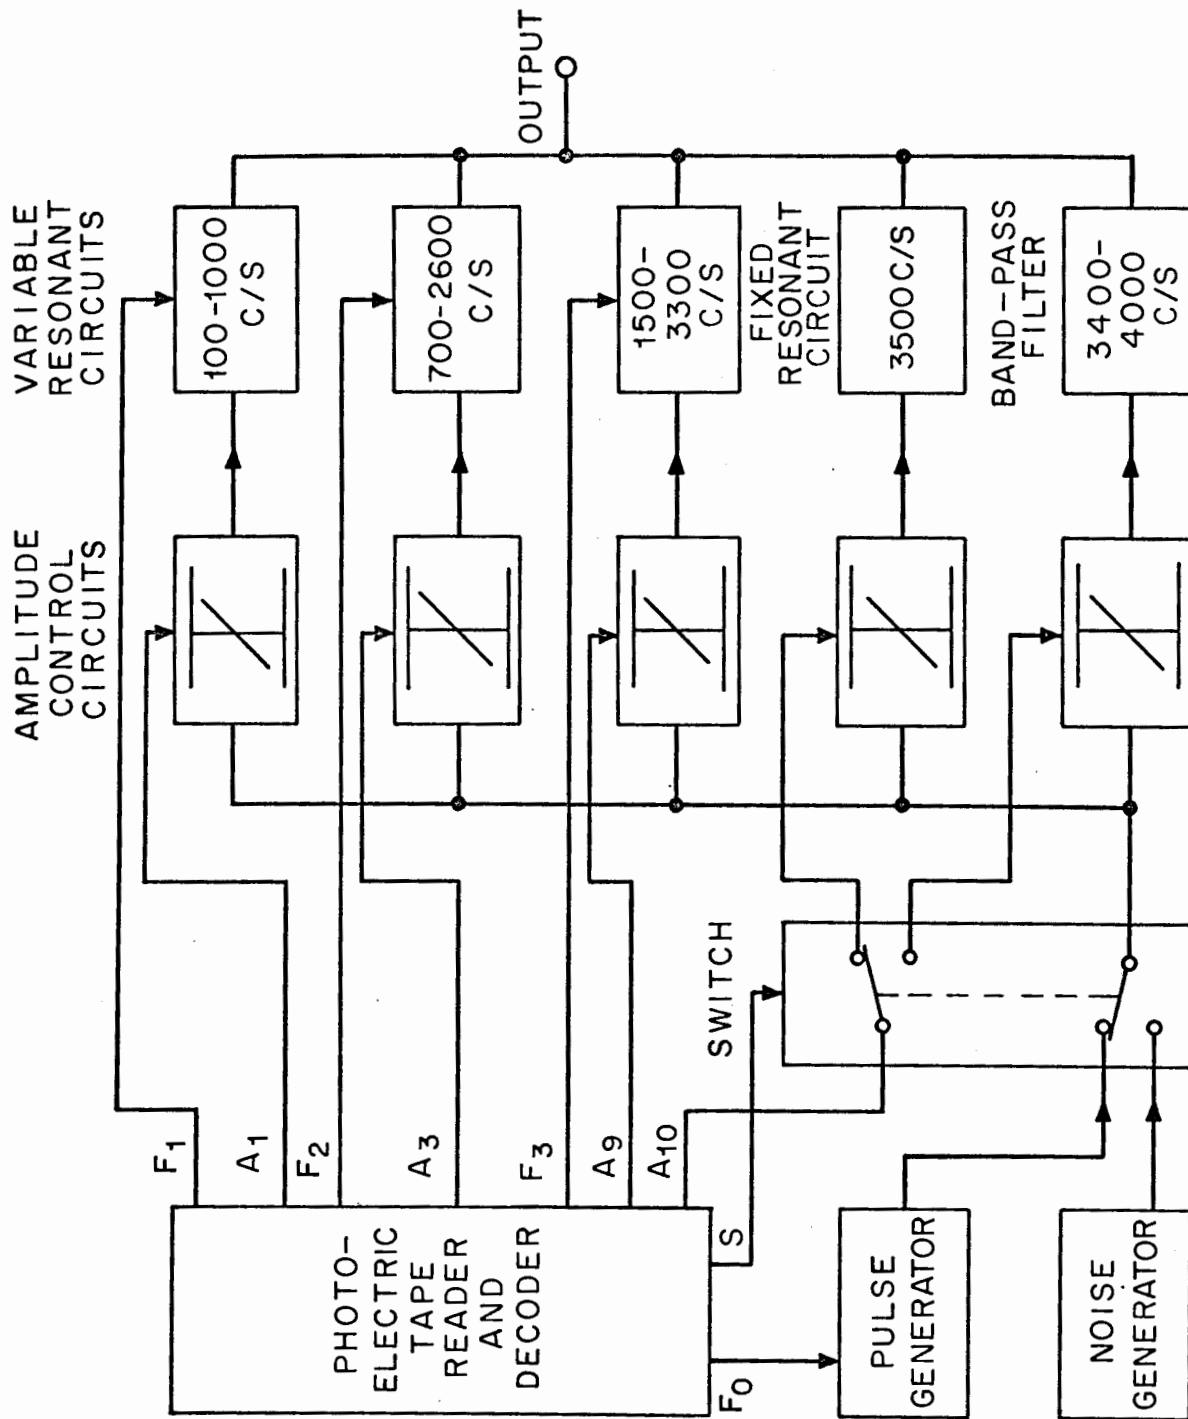 PHOTO-
ELECTRIC
TAPE
READER
AND
DECODER
F1
A1
F2
A3
F3
A9
A10
S
F0
PULSE
GENERATOR
NOISE
GENERATOR
SWITCH
AMPLITUDE
CONTROL
CIRCUITS
VARIABLE
RESONANT
CIRCUITS
100-1000
C/S
700-2600
C/S
1500-
3300
C/S
FIXED
RESONANT
CIRCUIT
3500C/S
BAND-PASS
FILTER
3400-
4000
C/S
OUTPUT